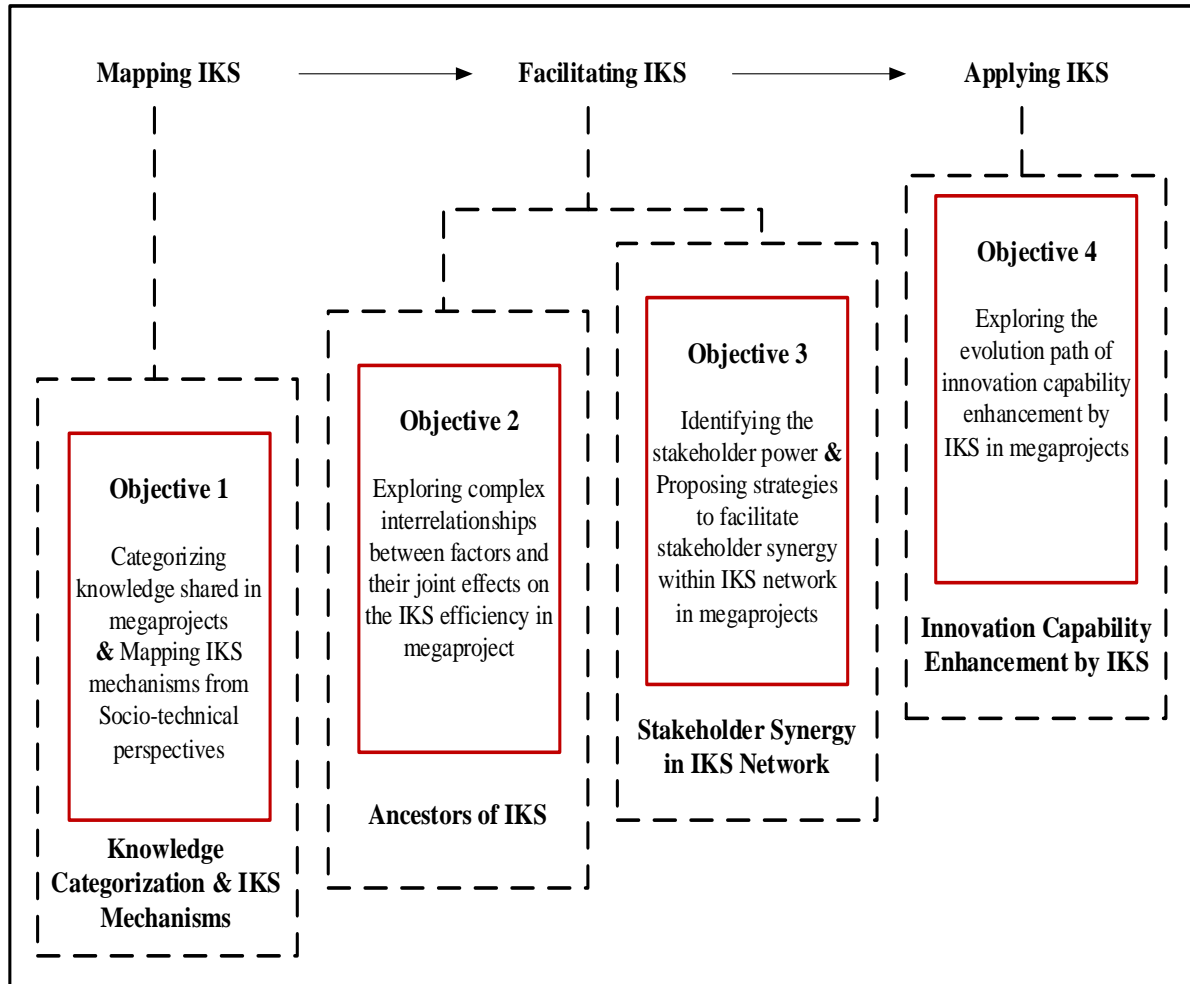 Mapping IKS
Facilitating IKS
Applying IKS
Objective 1
Categorizing
knowledge shared in
megaprojects
& Mapping IKS
mechanisms from
Socio-technical
perspectives
Knowledge
Categorization & IKS
Mechanisms
Objective 2
Exploring complex
interrelationships
between factors and
their joint effects on
the IKS efficiency in
megaproject
Ancestors of IKS
Objective 3
Identifying the
stakeholder power &
Proposing strategies
to facilitate
stakeholder synergy
within IKS network
in megaprojects
Stakeholder Synergy
in IKS Network
Objective 4
Exploring the
evolution path of
innovation capability
enhancement by
IKS in megaprojects
Innovation Capability
Enhancement by IKS